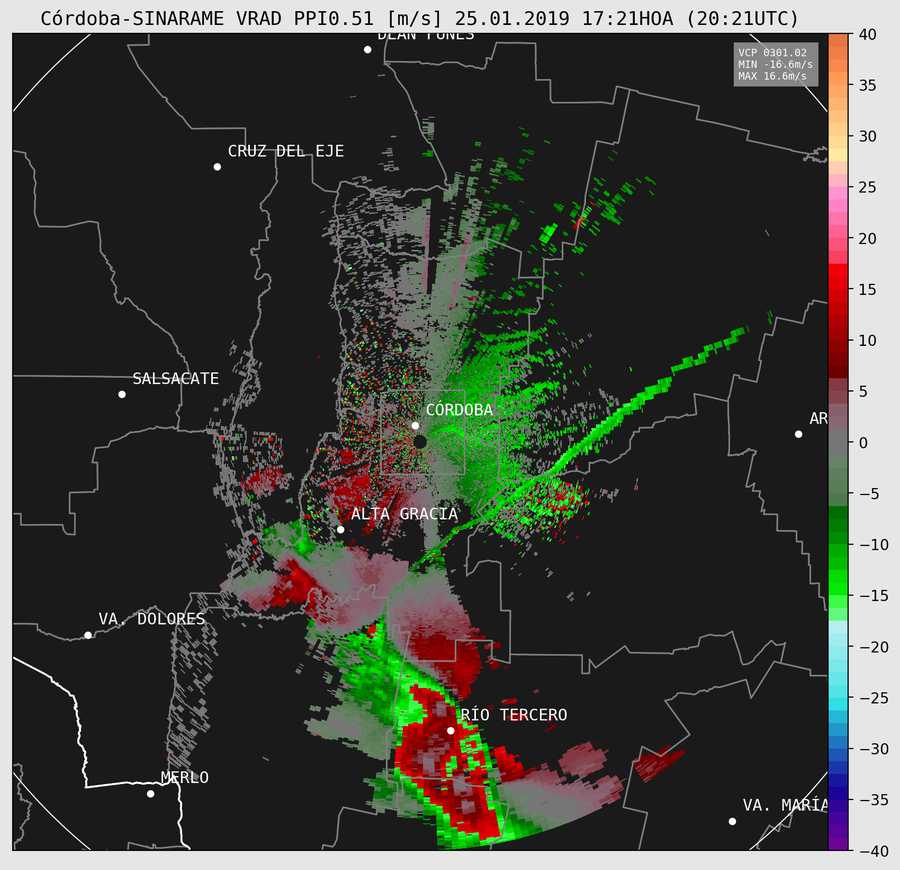 Córdoba-SINARAME VRAD PPI0.51 [m/s] 25.01.2019 17:21HOA (20:21UTC)
DEAN FUNES
VCP 0301.02
MIN -16.6m/s
MAX 16.6m/s
CRUZ DEL EJE
SALSACATE
CÓRDOBA
AR
ALTA GRACIA
VA. DOLORES
RÍO TERCERO
MERLO
VA. MARÍA
40
35
30
25
20
15
10
5
0
−5
−10
−15
−20
−25
−30
−35
−40